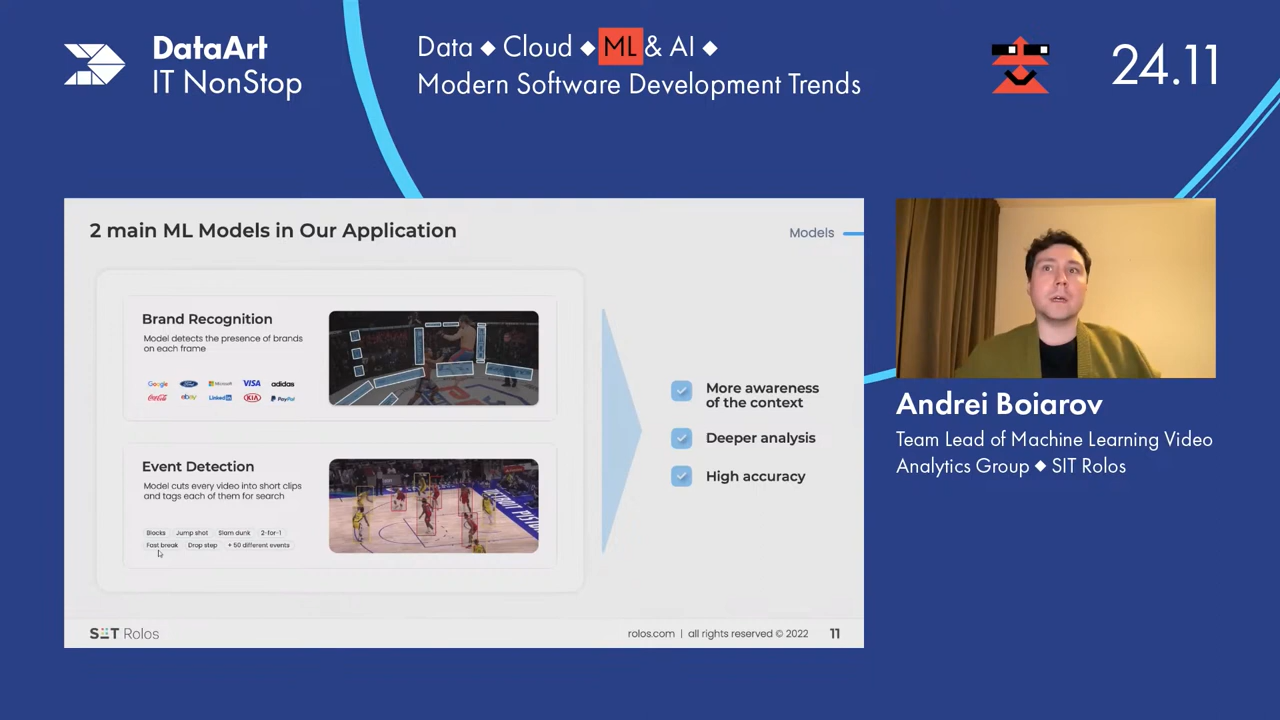 DataArt
IT NonStop
Data ◆ Cloud ◆ ML & AI ◆
Modern Software Development Trends
24.11
2 main ML Models in Our Application
Models
Brand Recognition
Model detects the presence of brands
on each frame
Google Ford Microsoft VISA adidas
Coca-Cola ebay LinkedIn KIA PayPal
Event Detection
Model cuts every video into short clips
and tags each of them for search
Blocks Jump shot Slam dunk 2-for-1
Fast break Drop step + 50 different events
More awareness
of the context
Deeper analysis
High accuracy
SIT Rolos
rolos.com | all rights reserved © 2022 11
Andrei Boiarov
Team Lead of Machine Learning Video
Analytics Group ◆ SIT Rolos